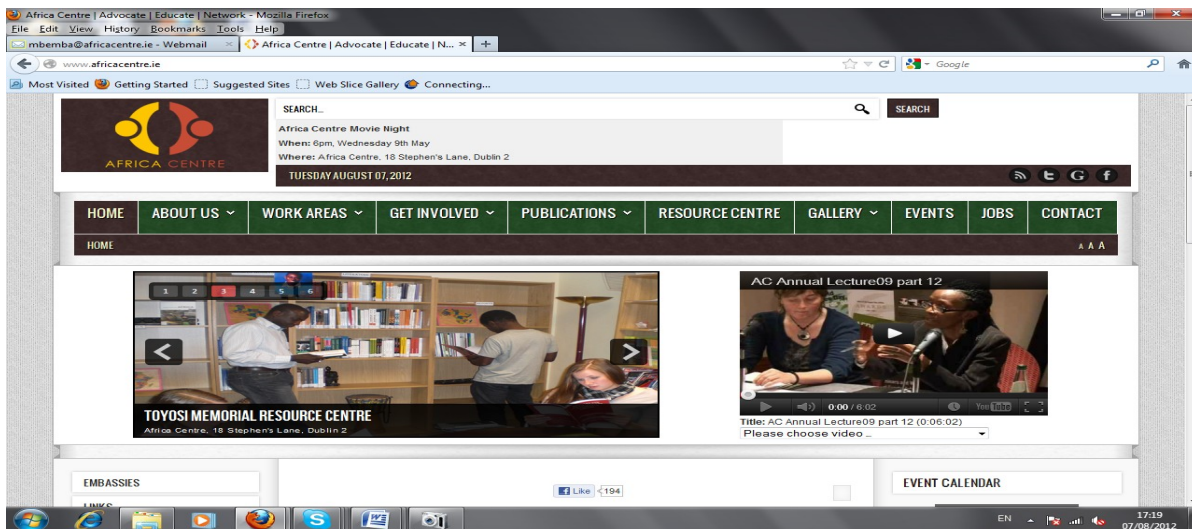 Africa Centre | Advocate | Educate | Network - Mozilla Firefox
File Edit View History Bookmarks Tools Help
mbemba@africacentre.ie - Webmail × Africa Centre | Advocate | Educate | N... × +
www.africacentre.ie Google
Most Visited Getting Started Suggested Sites Web Slice Gallery Connecting...
AFRICA CENTRE
SEARCH... SEARCH
Africa Centre Movie Night
When: 6pm, Wednesday 9th May
Where: Africa Centre, 18 Stephen's Lane, Dublin 2
TUESDAY AUGUST 07, 2012 G f
HOME ABOUT US WORK AREAS GET INVOLVED PUBLICATIONS RESOURCE CENTRE GALLERY EVENTS JOBS CONTACT
HOME A A A
1 2 3 4 5 6
TOYOSI MEMORIAL RESOURCE CENTRE
Africa Centre, 18 Stephen's Lane, Dublin 2
AC Annual Lecture09 part 12
0:00 / 6:02 YouTube
Title: AC Annual Lecture09 part 12 (0:06:02)
Please choose video ..
EMBASSIES
LINKS
Like 194
EVENT CALENDAR
EN 17:19
07/08/2012